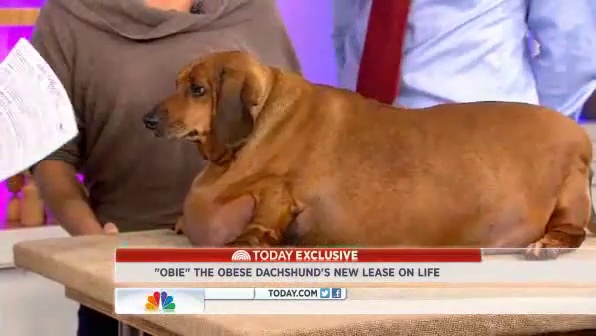 TODAY EXCLUSIVE
"OBIE" THE OBESE DACHSHUND'S NEW LEASE ON LIFE
TODAY.COM